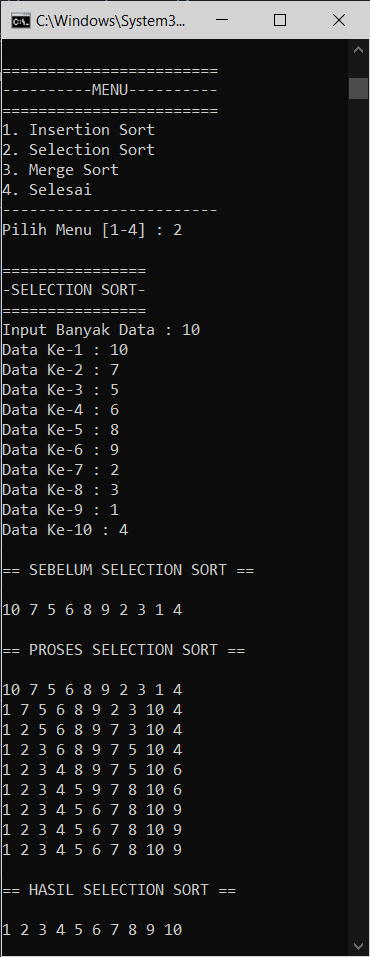 C:\Windows\System3...
========================
----------MENU----------
========================
1. Insertion Sort
2. Selection Sort
3. Merge Sort
4. Selesai
------------------------
Pilih Menu [1-4] : 2
================
-SELECTION SORT-
================
Input Banyak Data : 10
Data Ke-1 : 10
Data Ke-2 : 7
Data Ke-3 : 5
Data Ke-4 : 6
Data Ke-5 : 8
Data Ke-6 : 9
Data Ke-7 : 2
Data Ke-8 : 3
Data Ke-9 : 1
Data Ke-10 : 4
== SEBELUM SELECTION SORT ==
10 7 5 6 8 9 2 3 1 4
== PROSES SELECTION SORT ==
10 7 5 6 8 9 2 3 1 4
1 7 5 6 8 9 2 3 10 4
1 2 5 6 8 9 7 3 10 4
1 2 3 6 8 9 7 5 10 4
1 2 3 4 8 9 7 5 10 6
1 2 3 4 5 9 7 8 10 6
1 2 3 4 5 6 7 8 10 9
1 2 3 4 5 6 7 8 10 9
1 2 3 4 5 6 7 8 10 9
== HASIL SELECTION SORT ==
1 2 3 4 5 6 7 8 9 10